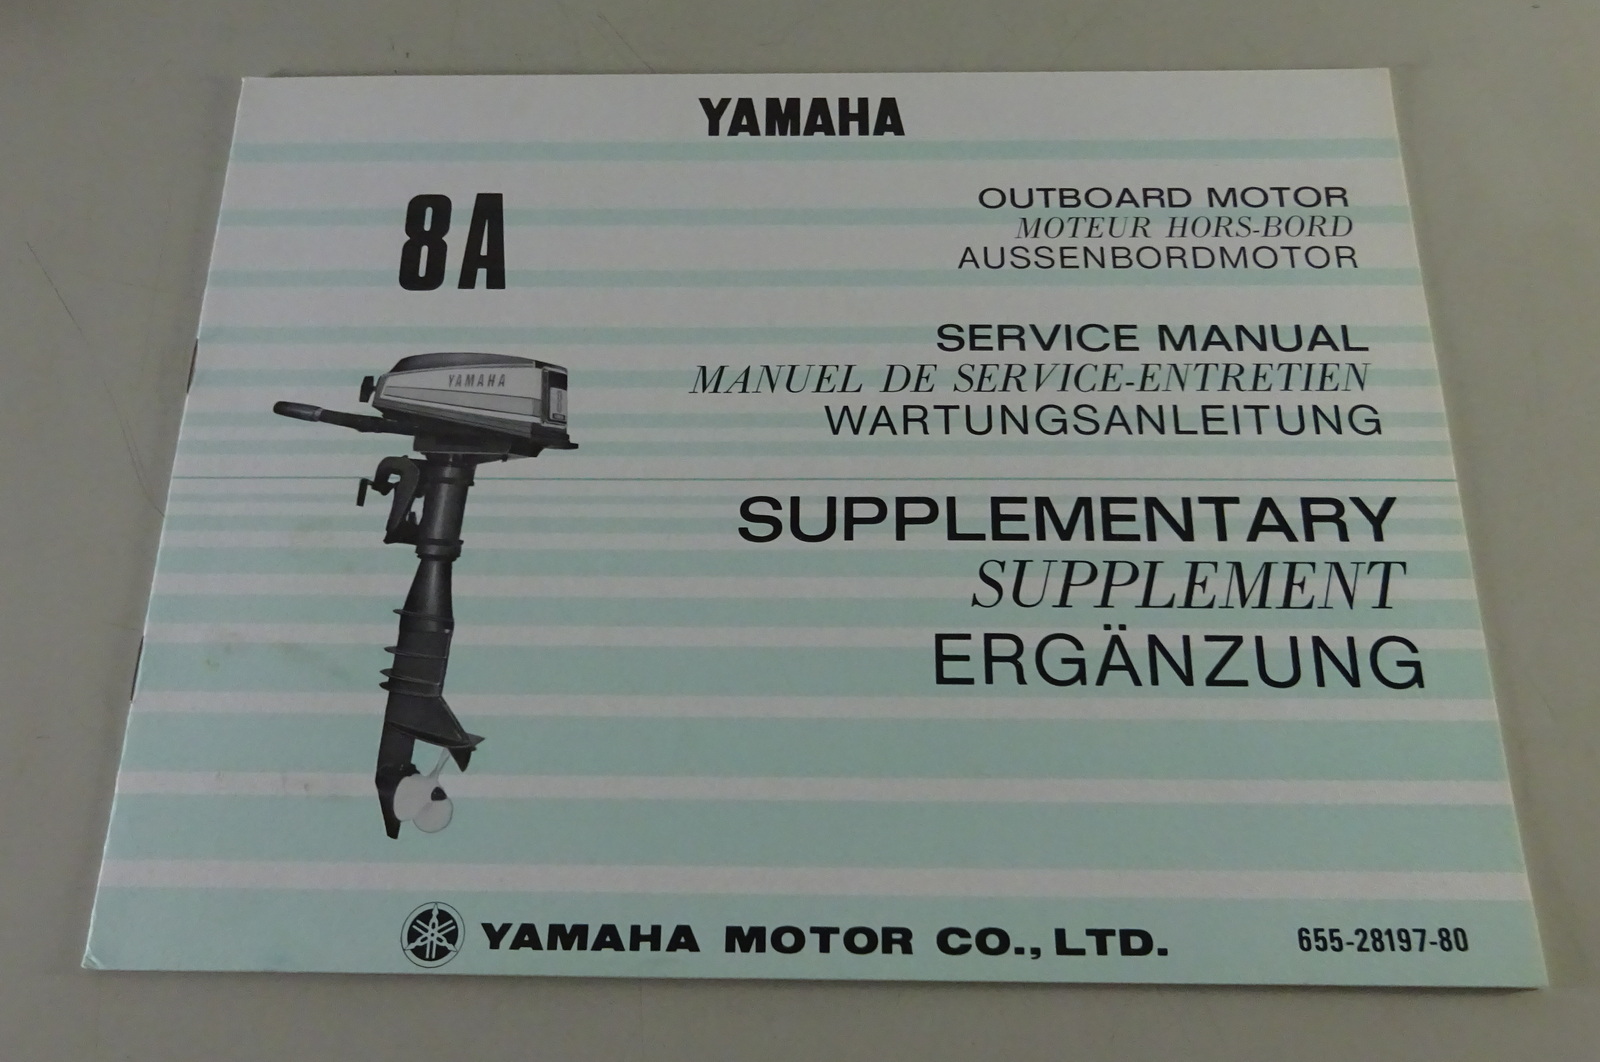 YAMAHA
8A
OUTBOARD MOTOR
MOTEUR HORS-BORD
AUSSENBORDMOTOR
SERVICE MANUAL
MANUEL DE SERVICE-ENTRETIEN
WARTUNGSANLEITUNG
YAMAHA
SUPPLEMENTARY
SUPPLEMENT
ERGÄNZUNG
YAMAHA MOTOR CO., LTD.
655-28197-80